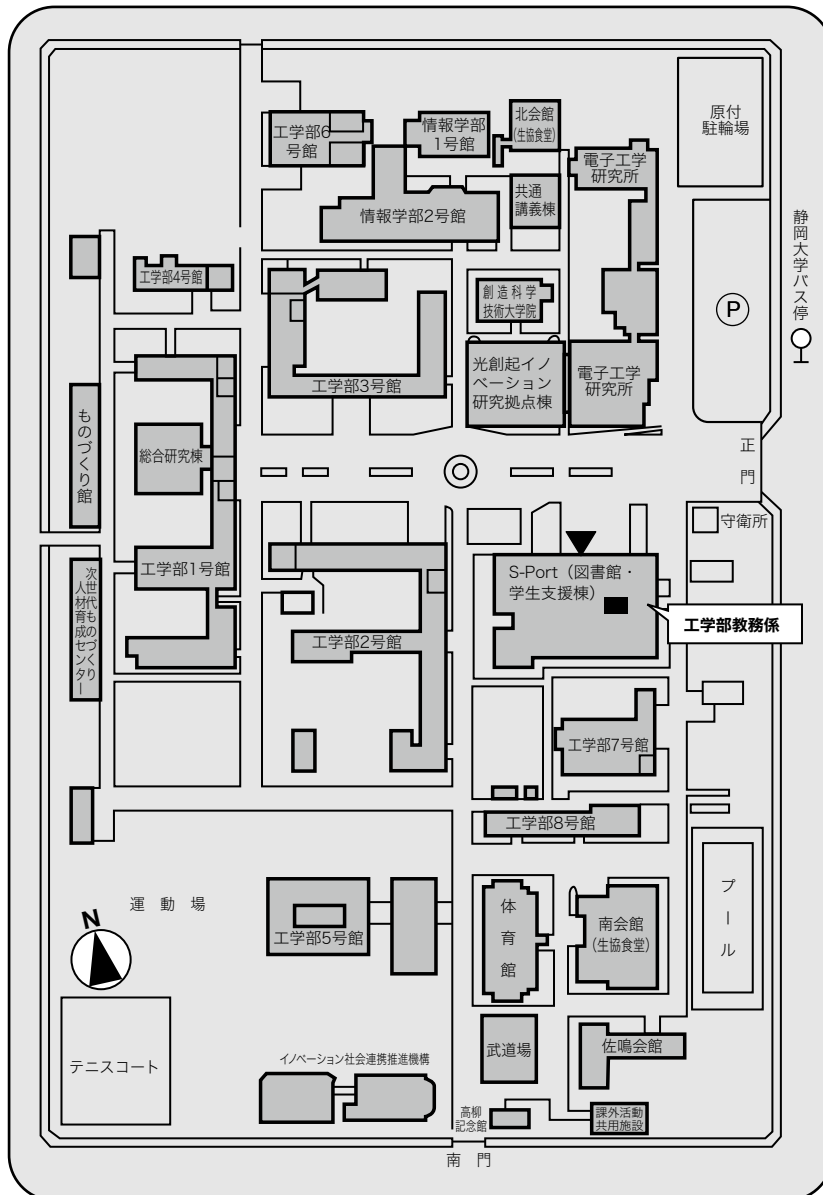 工学部6
号館
情報学部
1号館
北会館
(生協食堂)
原付
駐輪場
電子工学
研究所
共通
講義棟
情報学部2号館
静岡大学バス停
工学部4号館
創造科学
技術大学院
P
工学部3号館
光創起イノ
ベーション
研究拠点棟
電子工学
研究所
ものづくり館
総合研究棟
正門
守衛所
工学部1号館
次世代ものづくり
人材育成センター
S-Port（図書館・
学生支援棟）
工学部教務係
工学部2号館
工学部7号館
工学部8号館
運動場
N
工学部5号館
体育館
南会館
(生協食堂)
プール
テニスコート
イノベーション社会連携推進機構
武道場
佐鳴会館
高柳
記念館
課外活動
共用施設
南門